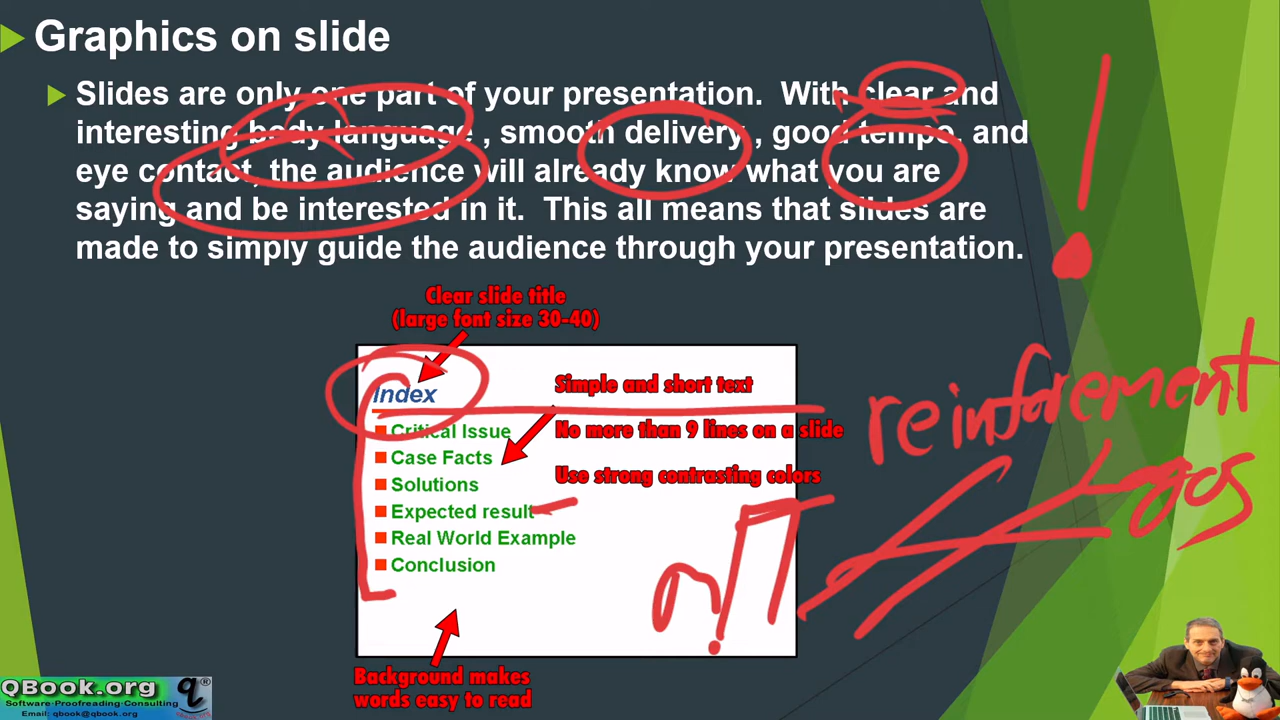 Graphics on slide
Slides are only one part of your presentation. With clear and
interesting body language , smooth delivery , good tempo, and
eye contact, the audience will already know what you are
saying and be interested in it. This all means that slides are
made to simply guide the audience through your presentation.
!
Clear slide title
(large font size 30-40)
Index
Simple and short text
Critical Issue
No more than 9 lines on a slide
Case Facts
Use strong contrasting colors
Solutions
Expected result
Real World Example
Conclusion
reinforement
Logos
Background makes
words easy to read
QBook.org
Software·Proofreading·Consulting
Email: qbook@qbook.org
q®